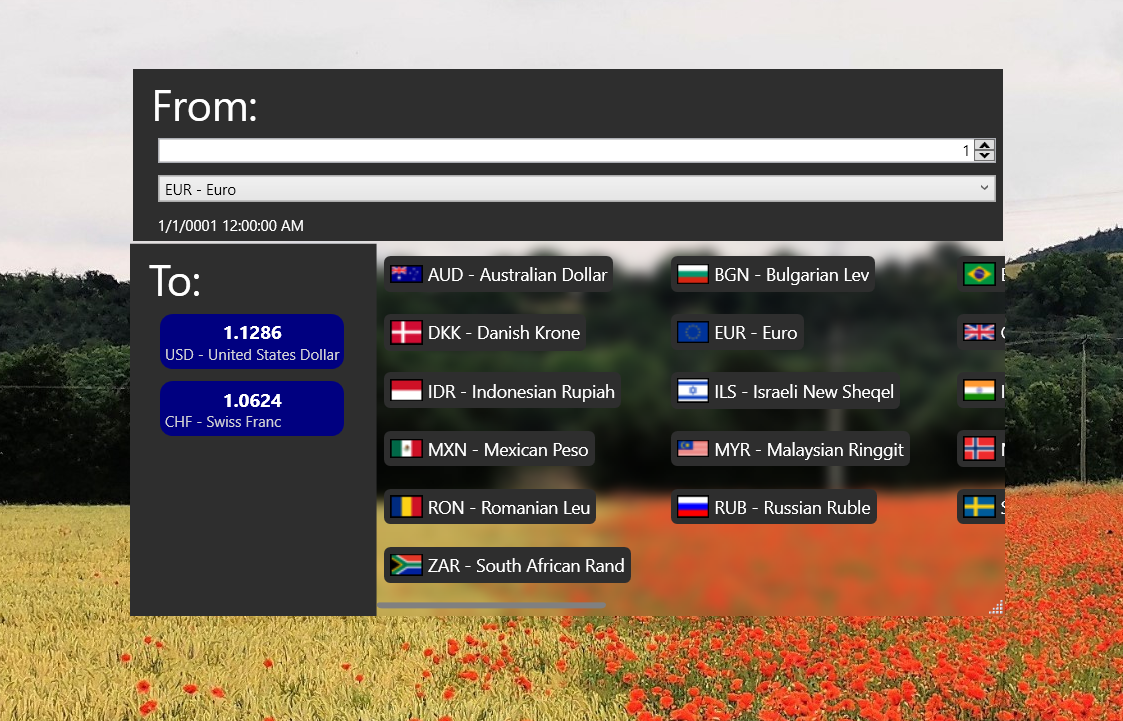 From:
1
EUR - Euro
1/1/0001 12:00:00 AM
To:
1.1286
USD - United States Dollar
1.0624
CHF - Swiss Franc
AUD - Australian Dollar
BGN - Bulgarian Lev
DKK - Danish Krone
EUR - Euro
IDR - Indonesian Rupiah
ILS - Israeli New Sheqel
MXN - Mexican Peso
MYR - Malaysian Ringgit
RON - Romanian Leu
RUB - Russian Ruble
ZAR - South African Rand